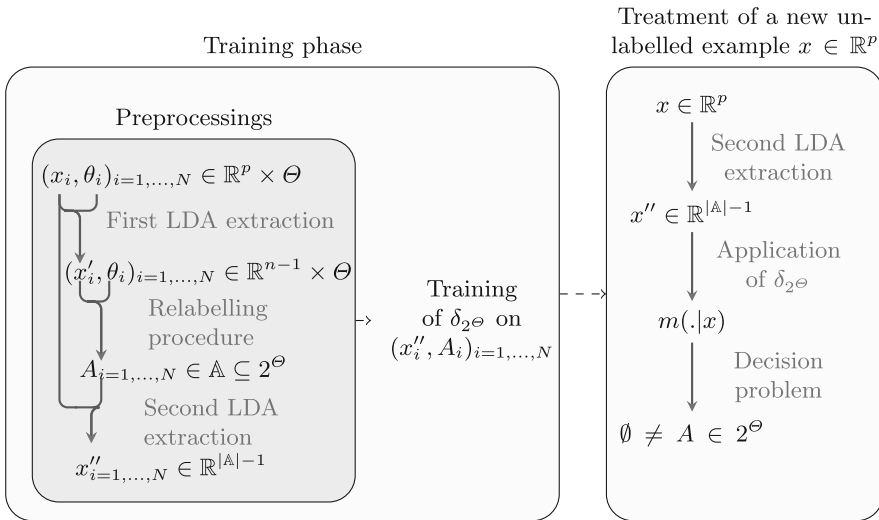 Training phase
Preprocessings
(x_i, θ_i)_{i=1,...,N} ∈ ℝ^p × Θ
First LDA extraction
(x'_i, θ_i)_{i=1,...,N} ∈ ℝ^{n−1} × Θ
Relabelling
procedure
A_{i=1,...,N} ∈ 𝔸 ⊆ 2^Θ
Second LDA
extraction
x''_{i=1,...,N} ∈ ℝ^{|𝔸|−1}
Training
of δ_{2^Θ} on
(x''_i, A_i)_{i=1,...,N}
Treatment of a new un-
labelled example x ∈ ℝ^p
x ∈ ℝ^p
Second LDA
extraction
x'' ∈ ℝ^{|𝔸|−1}
Application
of δ_{2^Θ}
m(.|x)
Decision
problem
∅ ≠ A ∈ 2^Θ